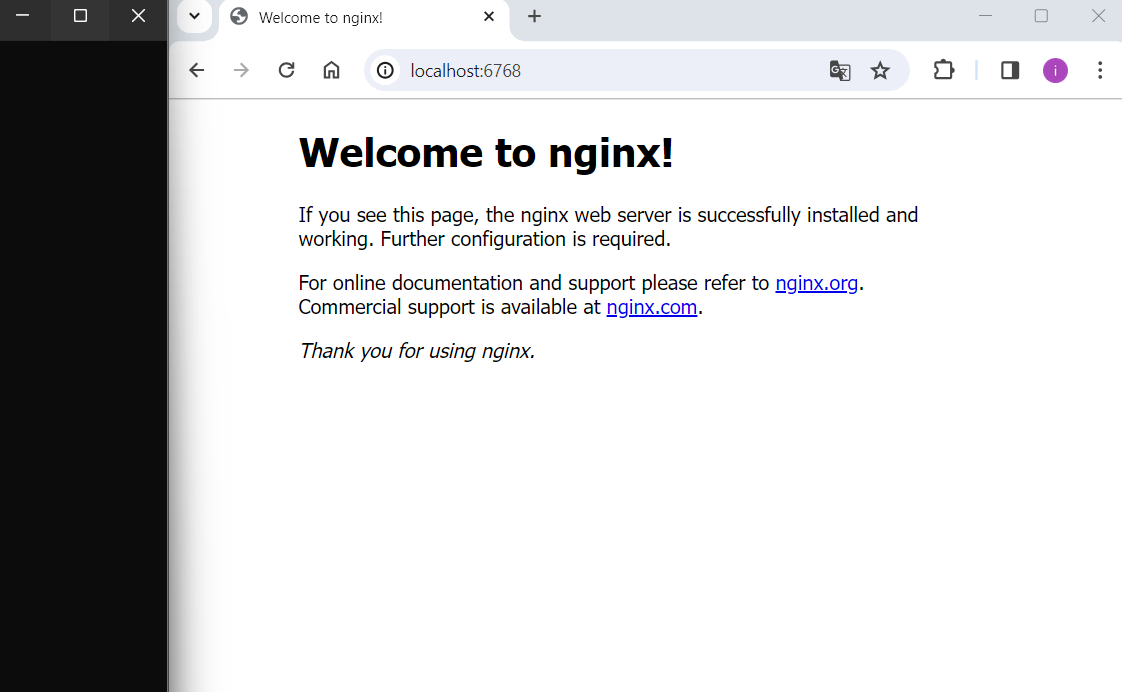 Welcome to nginx!
localhost:6768
i
Welcome to nginx!
If you see this page, the nginx web server is successfully installed and
working. Further configuration is required.
For online documentation and support please refer to nginx.org.
Commercial support is available at nginx.com.
Thank you for using nginx.